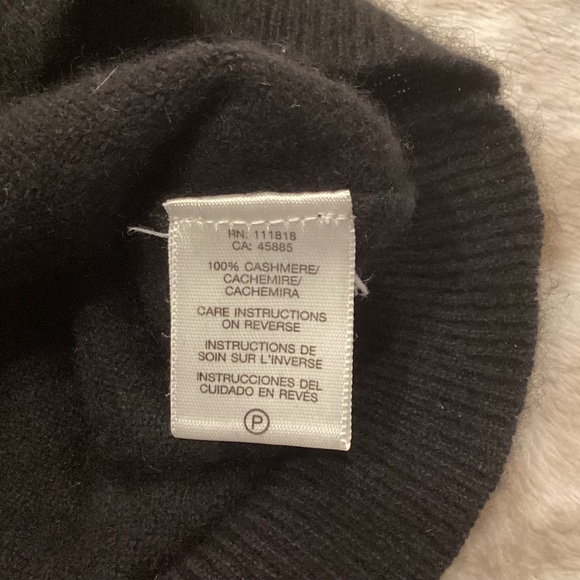 RN: 111818
CA: 45885
100% CASHMERE/
CACHEMIRE/
CACHEMIRA
CARE INSTRUCTIONS
ON REVERSE
INSTRUCTIONS DE
SOIN SUR L'INVERSE
INSTRUCCIONES DEL
CUIDADO EN REVÉS
P